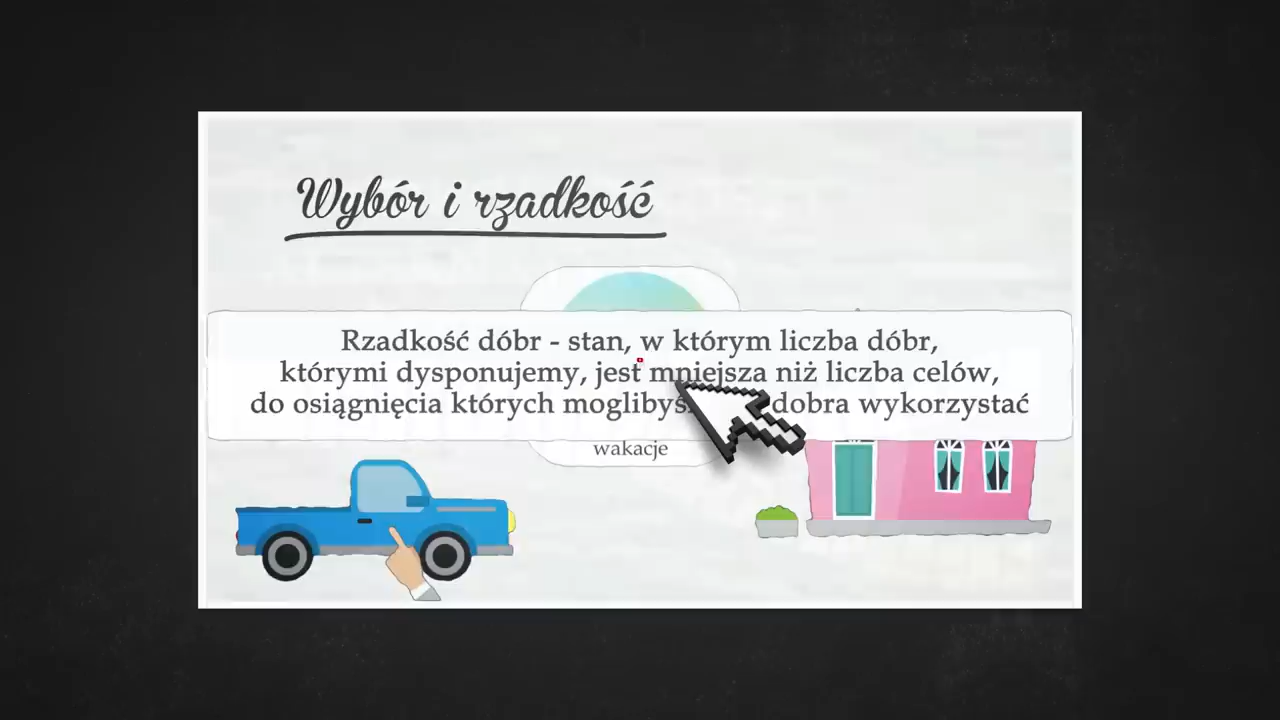 Wybór i rzadkość
Rzadkość dóbr - stan, w którym liczba dóbr,
którymi dysponujemy, jest mniejsza niż liczba celów,
do osiągnięcia których dobra wykorzystać
wakacje